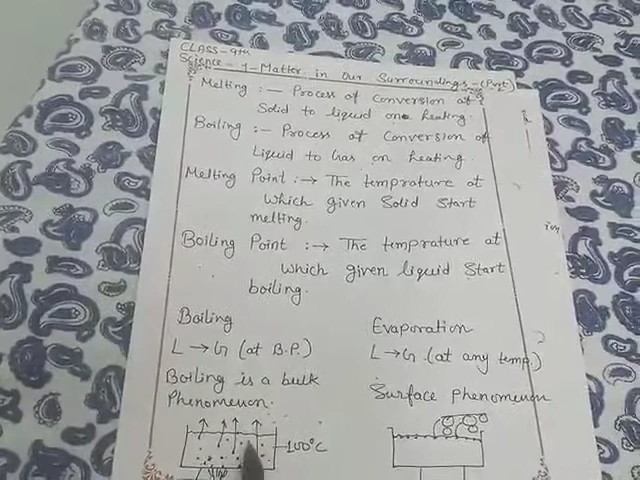 CLASS-9th
Science - 1-Matter in Our Surroundings-(Part)
Melting :- Process of Conversion of
Solid to liquid on heating.
Boiling :- Process of Conversion of
Liquid to Gas on heating.
Melting Point :→ The temprature at
which given Solid Start
melting.
Boiling Point :→ The temprature at
which given liquid Start
boiling.
Boiling
L → G (at B.P.)
Boiling is a bulk
Phenomenon.
100°C
Evaporation
L → G (at any temp.)
Surface phenomenon